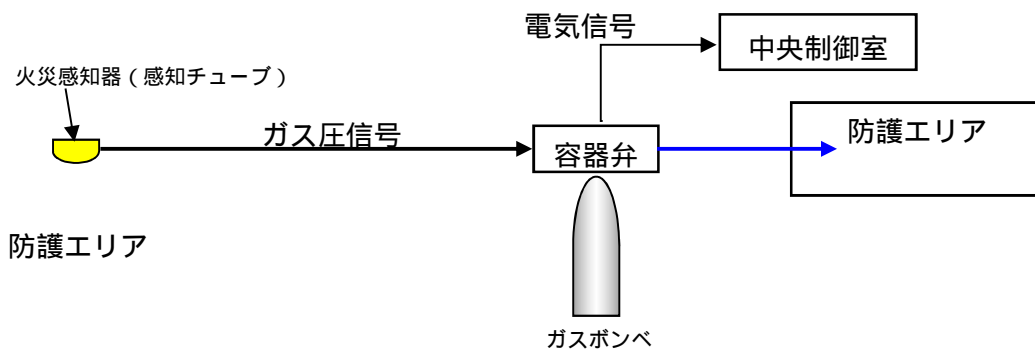 電気信号
中央制御室
火災感知器（感知チューブ）
ガス圧信号
防護エリア
容器弁
防護エリア
ガスボンベ